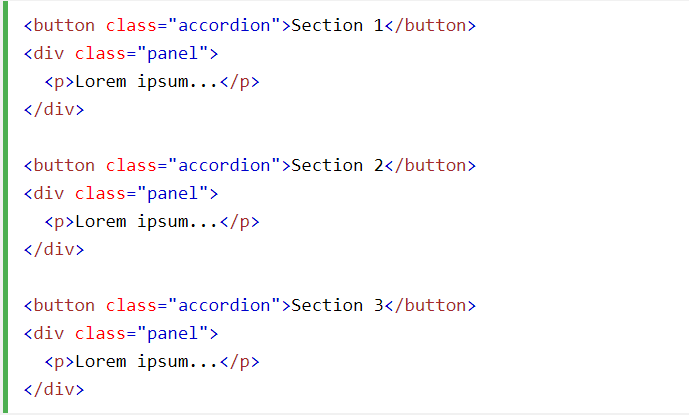 <button class="accordion">Section 1</button>
<div class="panel">
  <p>Lorem ipsum...</p>
</div>

<button class="accordion">Section 2</button>
<div class="panel">
  <p>Lorem ipsum...</p>
</div>

<button class="accordion">Section 3</button>
<div class="panel">
  <p>Lorem ipsum...</p>
</div>